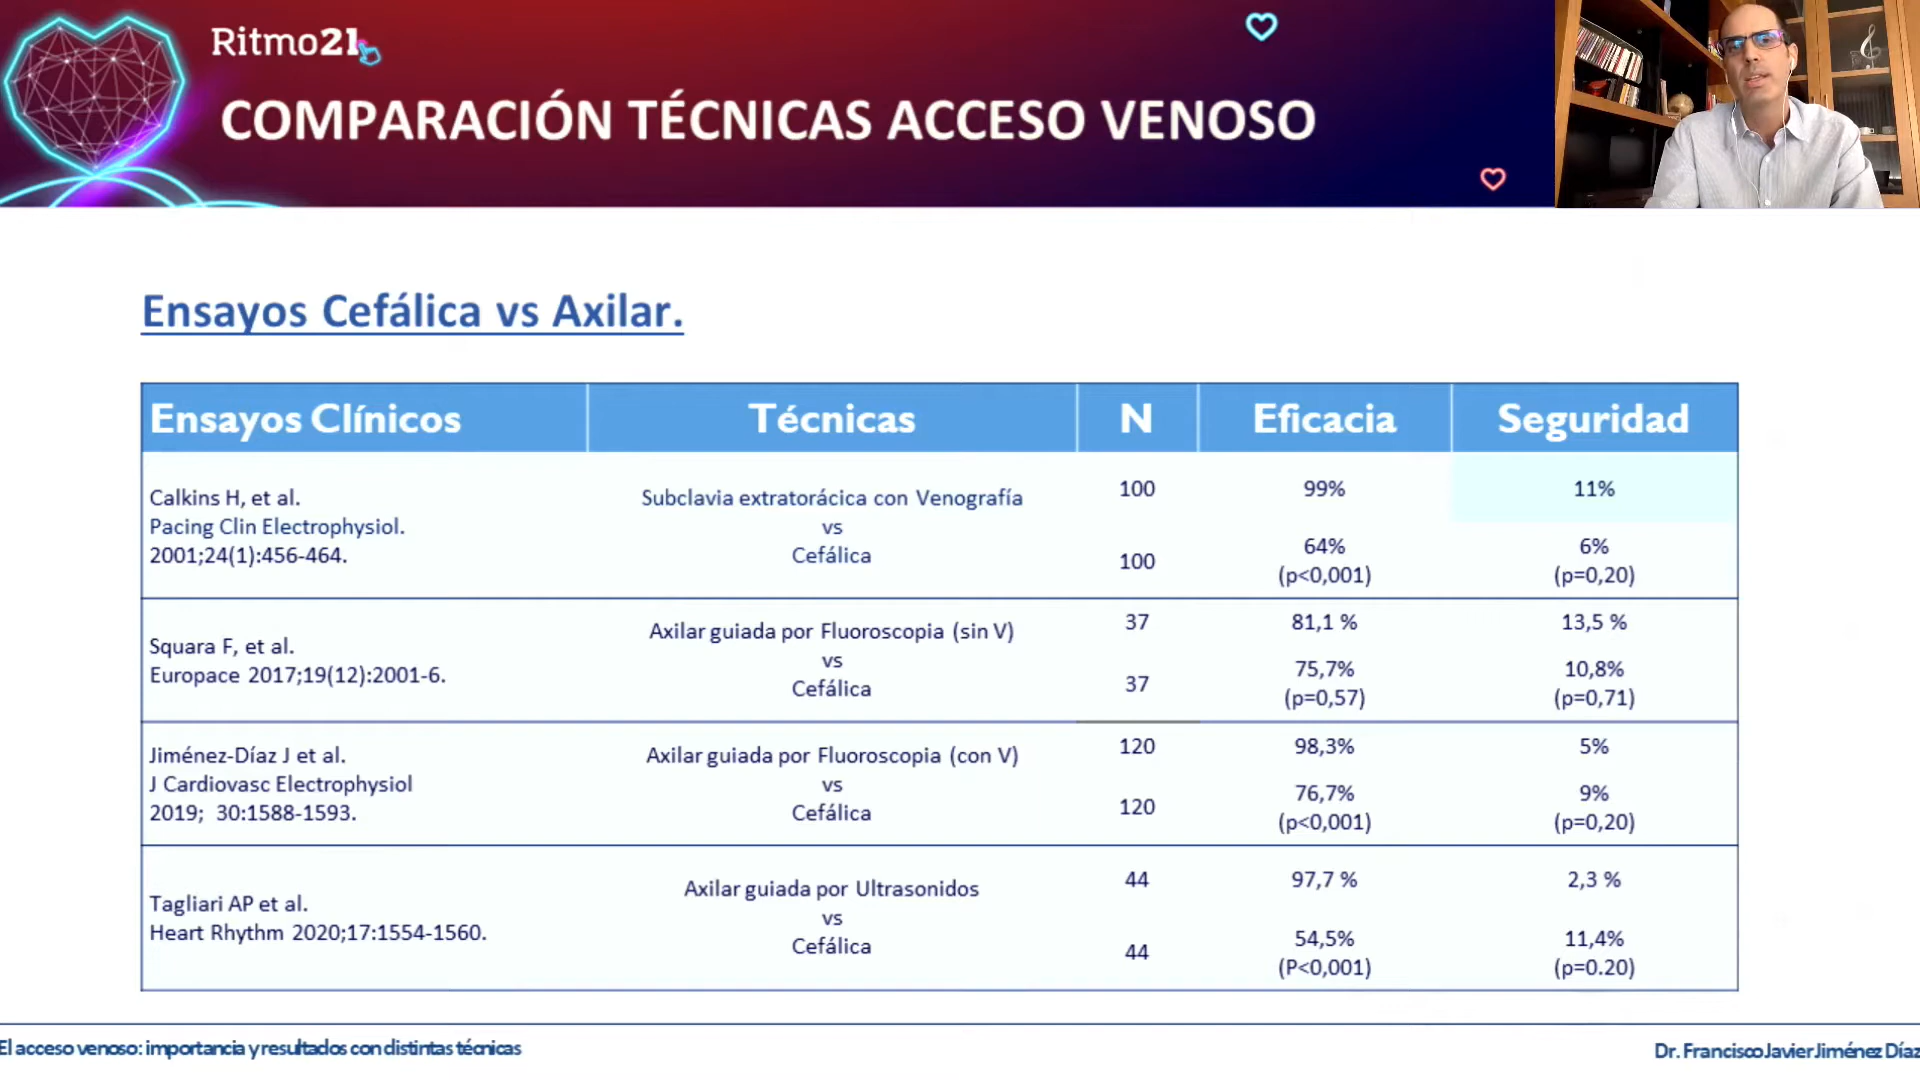 Ritmo21
COMPARACIÓN TÉCNICAS ACCESO VENOSO
Ensayos Cefálica vs Axilar.
Ensayos Clínicos Técnicas N Eficacia Seguridad
Calkins H, et al.
Pacing Clin Electrophysiol.
2001;24(1):456-464.
Subclavia extratorácica con Venografía
vs
Cefálica
100
100
99%
64%
(p<0,001)
11%
6%
(p=0,20)
Squara F, et al.
Europace 2017;19(12):2001-6.
Axilar guiada por Fluoroscopia (sin V)
vs
Cefálica
37
37
81,1 %
75,7%
(p=0,57)
13,5 %
10,8%
(p=0,71)
Jiménez-Díaz J et al.
J Cardiovasc Electrophysiol
2019; 30:1588-1593.
Axilar guiada por Fluoroscopia (con V)
vs
Cefálica
120
120
98,3%
76,7%
(p<0,001)
5%
9%
(p=0,20)
Tagliari AP et al.
Heart Rhythm 2020;17:1554-1560.
Axilar guiada por Ultrasonidos
vs
Cefálica
44
44
97,7 %
54,5%
(P<0,001)
2,3 %
11,4%
(p=0.20)
El acceso venoso: importancia y resultados con distintas técnicas
Dr. Francisco Javier Jiménez Díaz